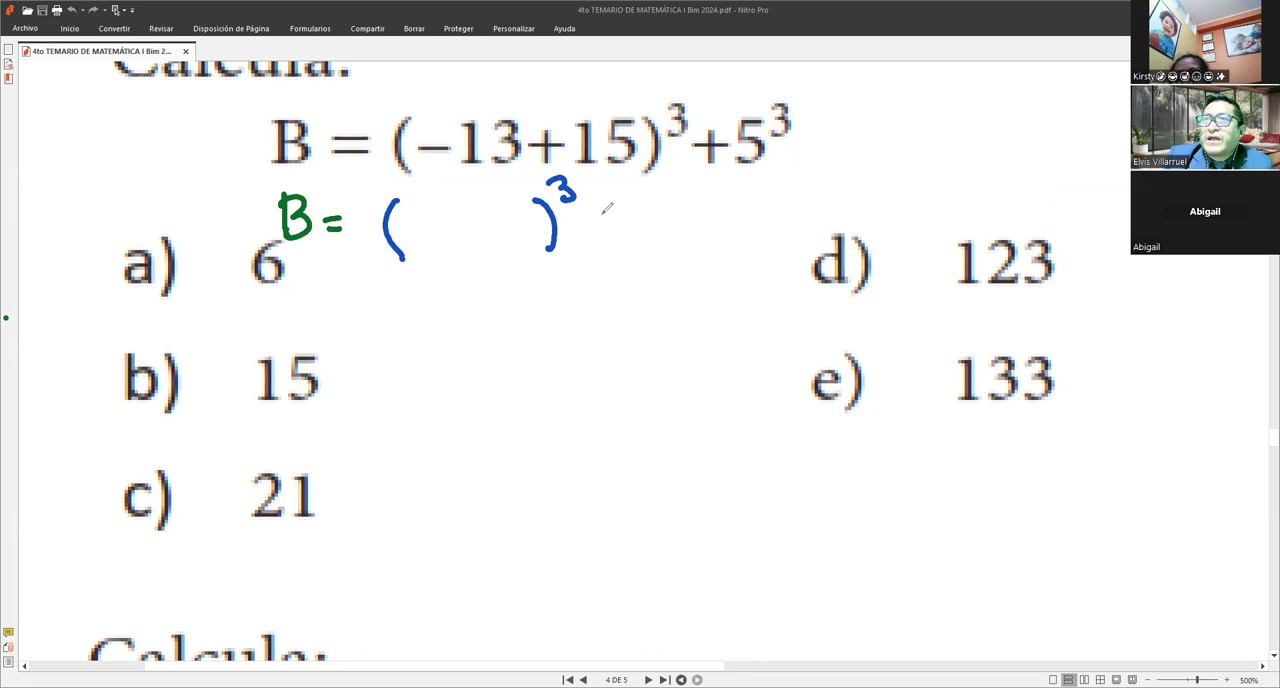 4to TEMARIO DE MATEMÁTICA I Bim 2024.pdf - Nitro Pro
Archivo Inicio Convertir Revisar Disposición de Página Formularios Compartir Borrar Proteger Personalizar Ayuda
4to TEMARIO DE MATEMÁTICA I Bim 2... ×
Calcula:
B = (−13+15)³+5³
B = ( )³
a) 6
b) 15
c) 21
d) 123
e) 133
Calcule:
Kirsty
Elvis Villarruel
Abigail
Abigail
4 DE 5
500%